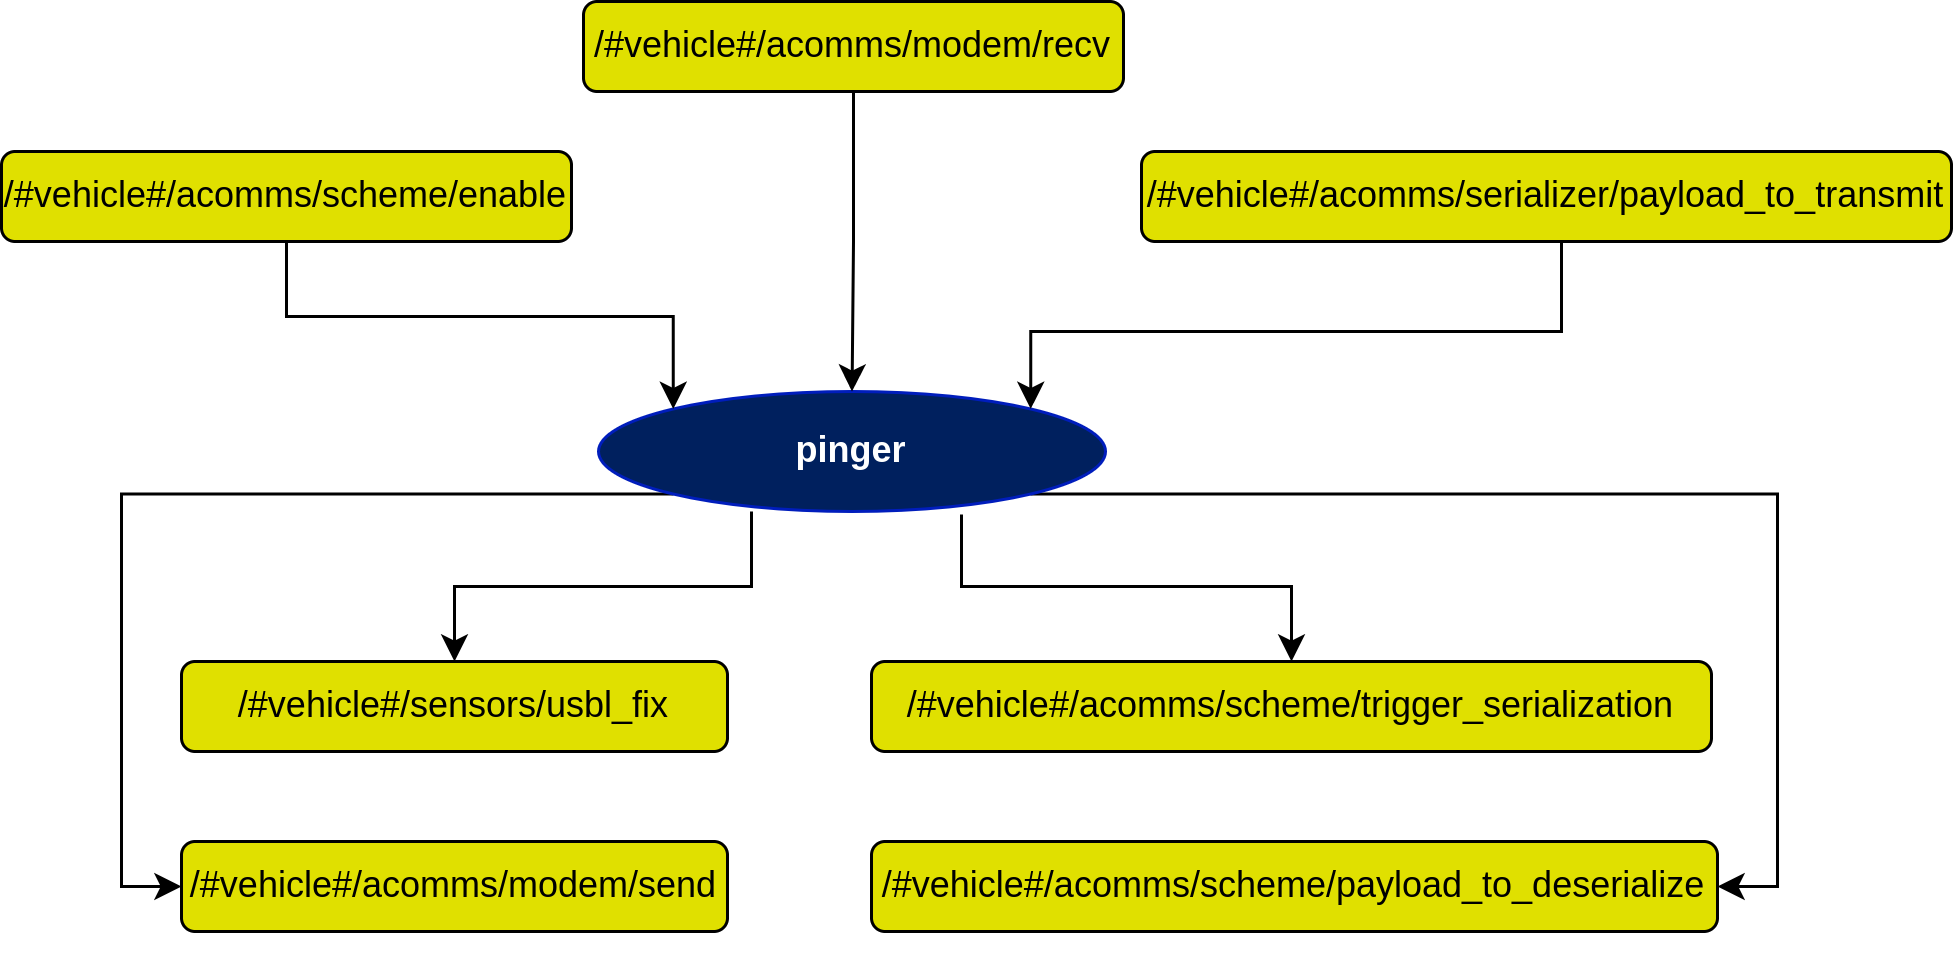 /#vehicle#/acomms/modem/recv
/#vehicle#/acomms/scheme/enable
/#vehicle#/acomms/serializer/payload_to_transmit
pinger
/#vehicle#/sensors/usbl_fix
/#vehicle#/acomms/scheme/trigger_serialization
/#vehicle#/acomms/modem/send
/#vehicle#/acomms/scheme/payload_to_deserialize